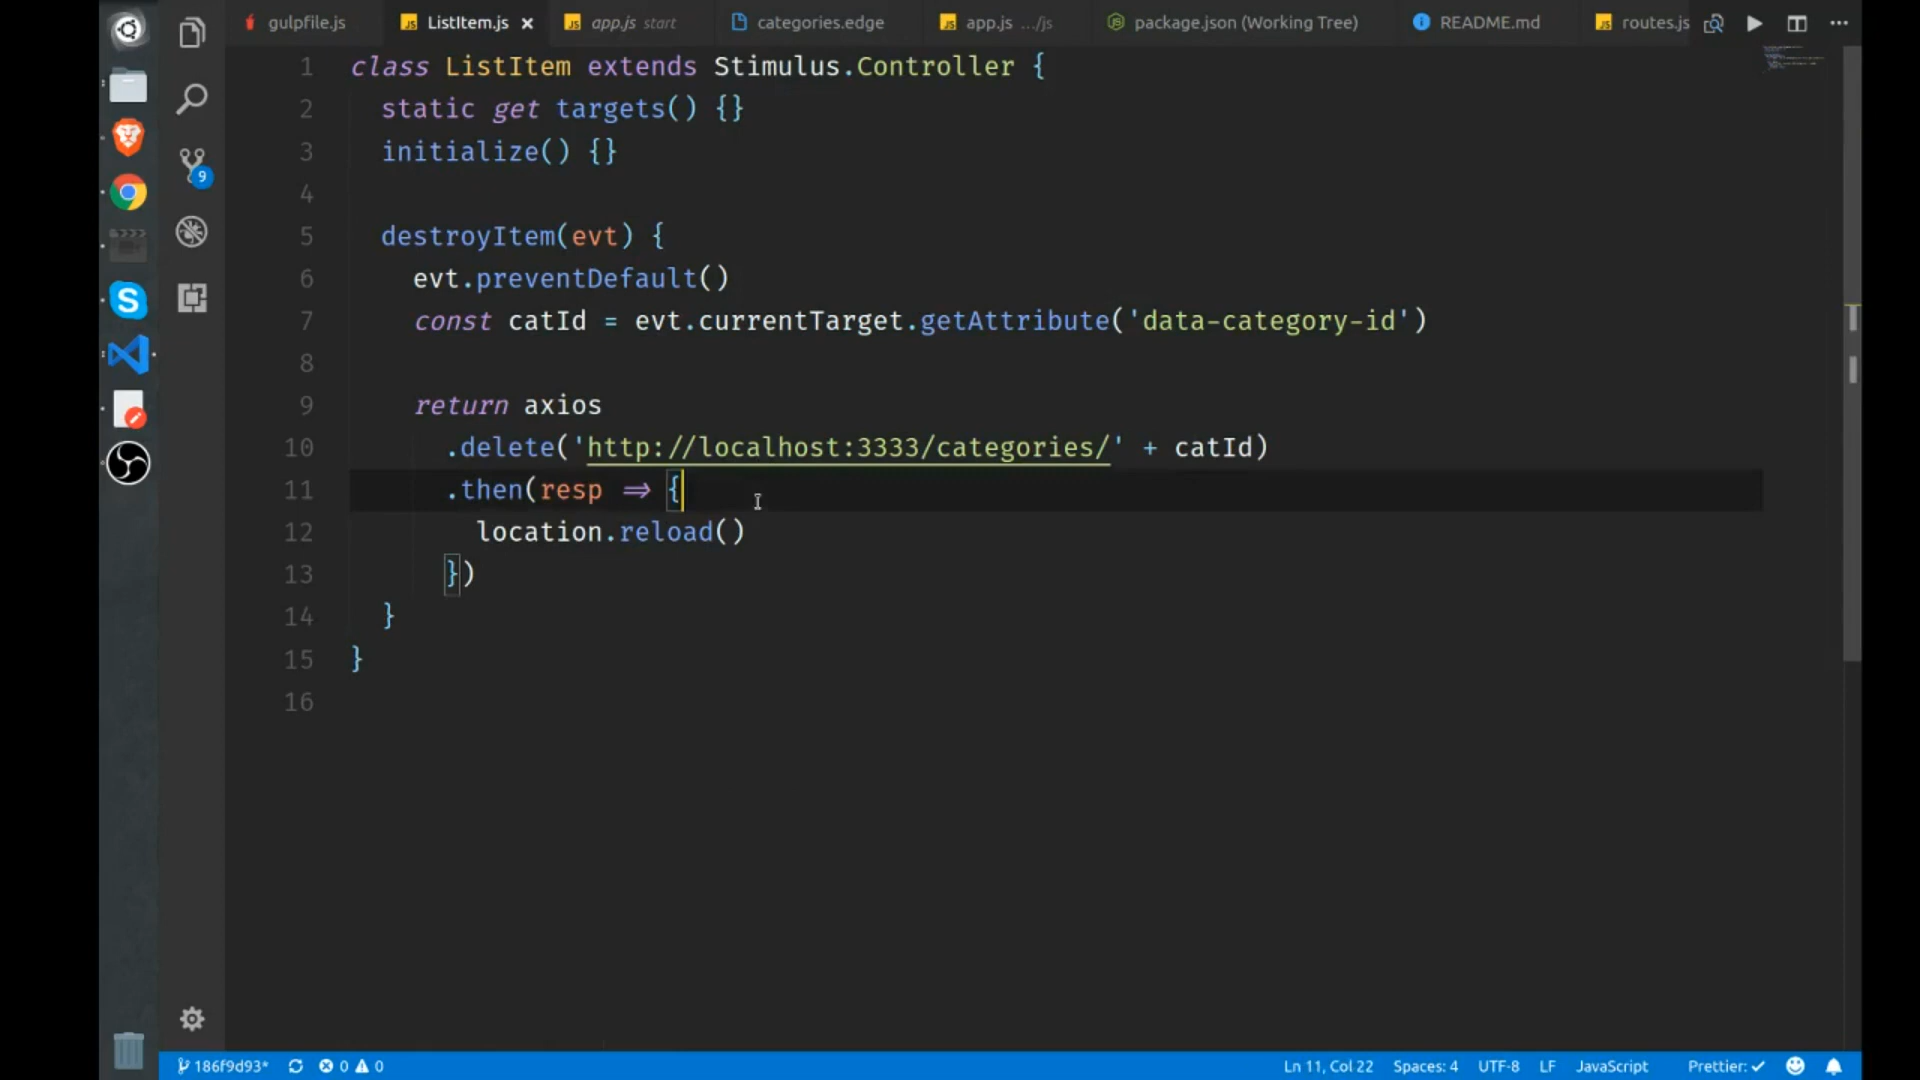 gulpfile.js ListItem.js app.js start categories.edge app.js .../js package.json (Working Tree) README.md routes.js
1 class ListItem extends Stimulus.Controller {
2 static get targets() {}
3 initialize() {}
4
5 destroyItem(evt) {
6 evt.preventDefault()
7 const catId = evt.currentTarget.getAttribute('data-category-id')
8
9 return axios
10 .delete('http://localhost:3333/categories/' + catId)
11 .then(resp => {
12 location.reload()
13 })
14 }
15 }
16
9
186f9d93* 0 0 Ln 11, Col 22 Spaces: 4 UTF-8 LF JavaScript Prettier: ✓